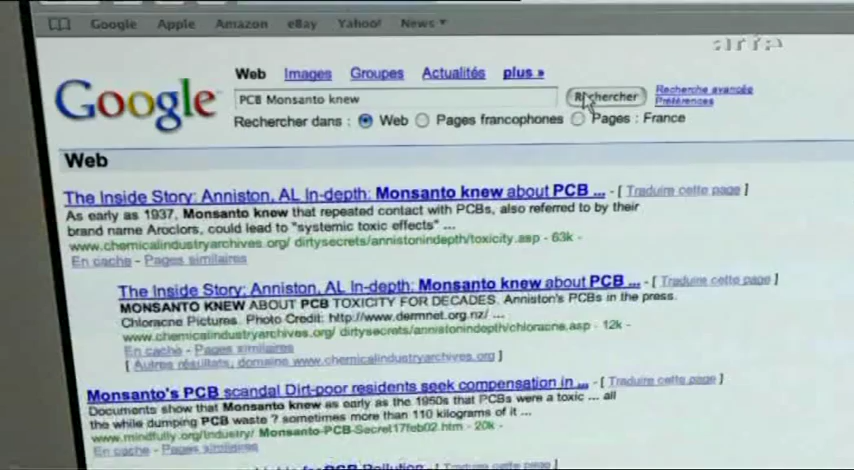 Google Apple Amazon eBay Yahoo! News ▾
arte
Web Images Groupes Actualités plus »
Google
PCB Monsanto knew
Rechercher
Recherche avancée
Préférences
Rechercher dans : Web Pages francophones Pages : France
Web
The Inside Story: Anniston, AL In-depth: Monsanto knew about PCB ... - [ Traduire cette page ]
As early as 1937, Monsanto knew that repeated contact with PCBs, also referred to by their
brand name Aroclors, could lead to "systemic toxic effects" ...
www.chemicalindustryarchives.org/ dirtysecrets/annistonindepth/toxicity.asp - 63k -
En cache - Pages similaires
The Inside Story: Anniston, AL In-depth: Monsanto knew about PCB ... - [ Traduire cette page ]
MONSANTO KNEW ABOUT PCB TOXICITY FOR DECADES. Anniston's PCBs in the press.
Chloracne Pictures. Photo Credit: http://www.dermnet.org.nz/ ...
www.chemicalindustryarchives.org/ dirtysecrets/annistonindepth/chloracne.asp - 12k -
En cache - Pages similaires
[ Autres résultats, domaine www.chemicalindustryarchives.org ]
Monsanto's PCB scandal Dirt-poor residents seek compensation in ... - [ Traduire cette page ]
Documents show that Monsanto knew as early as the 1950s that PCBs were a toxic ... all
the while dumping PCB waste ? sometimes more than 110 kilograms of it ...
www.mindfully.org/Industry/ Monsanto-PCB-Secret17feb02.htm - 20k -
En cache - Pages similaires
for PCB Pollution - [ Traduire cette page ]